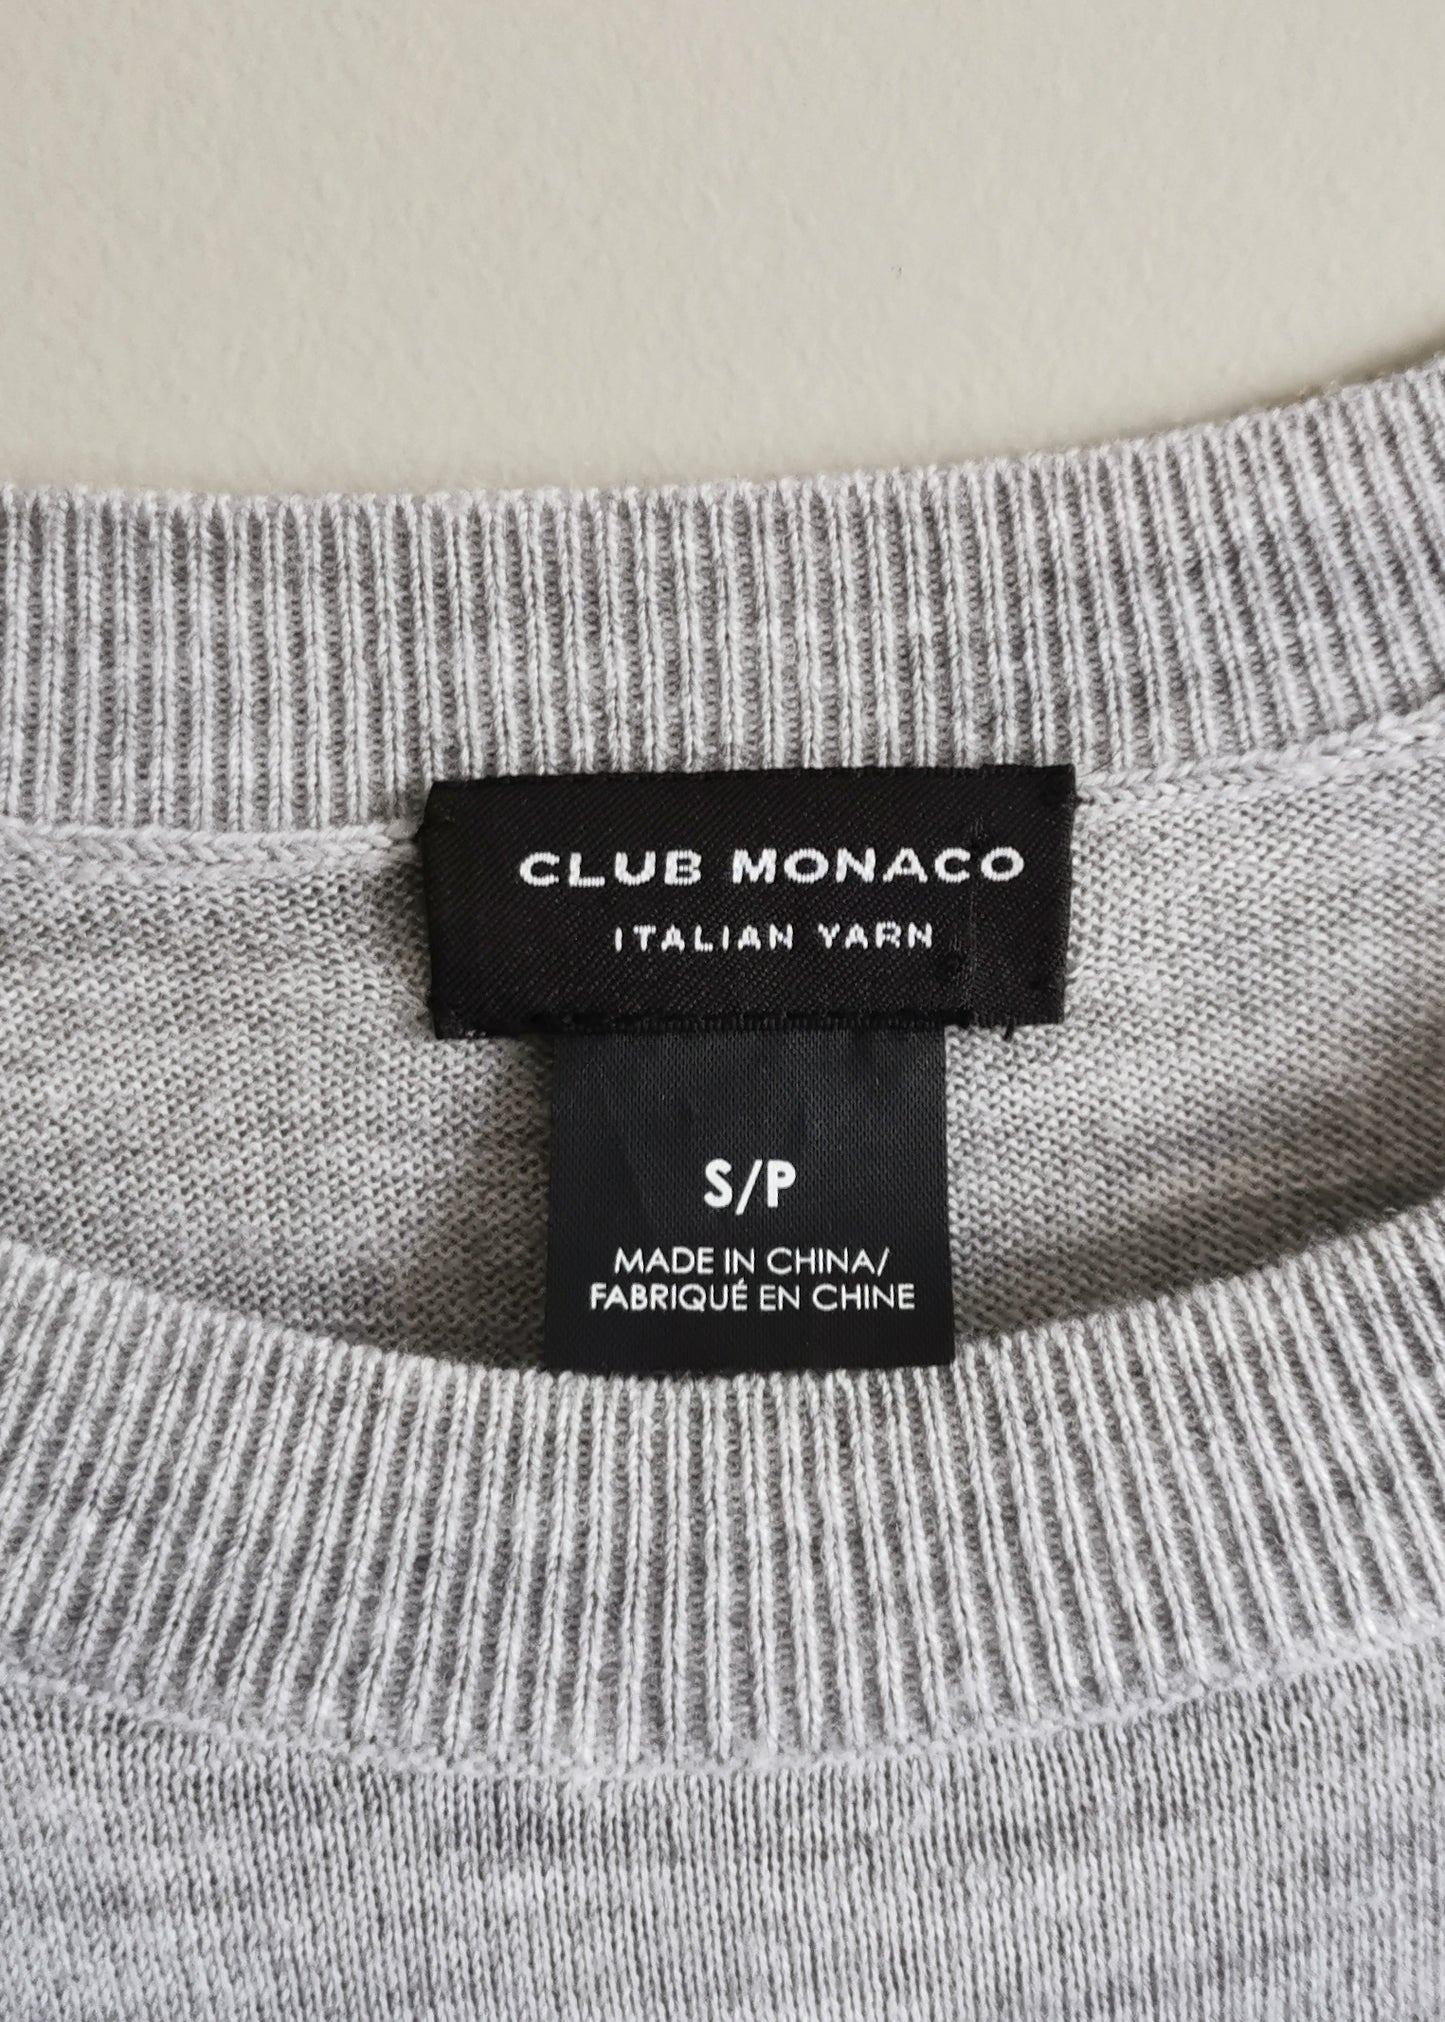 CLUB MONACO
ITALIAN YARN
S/P
MADE IN CHINA/
FABRIQUÉ EN CHINE